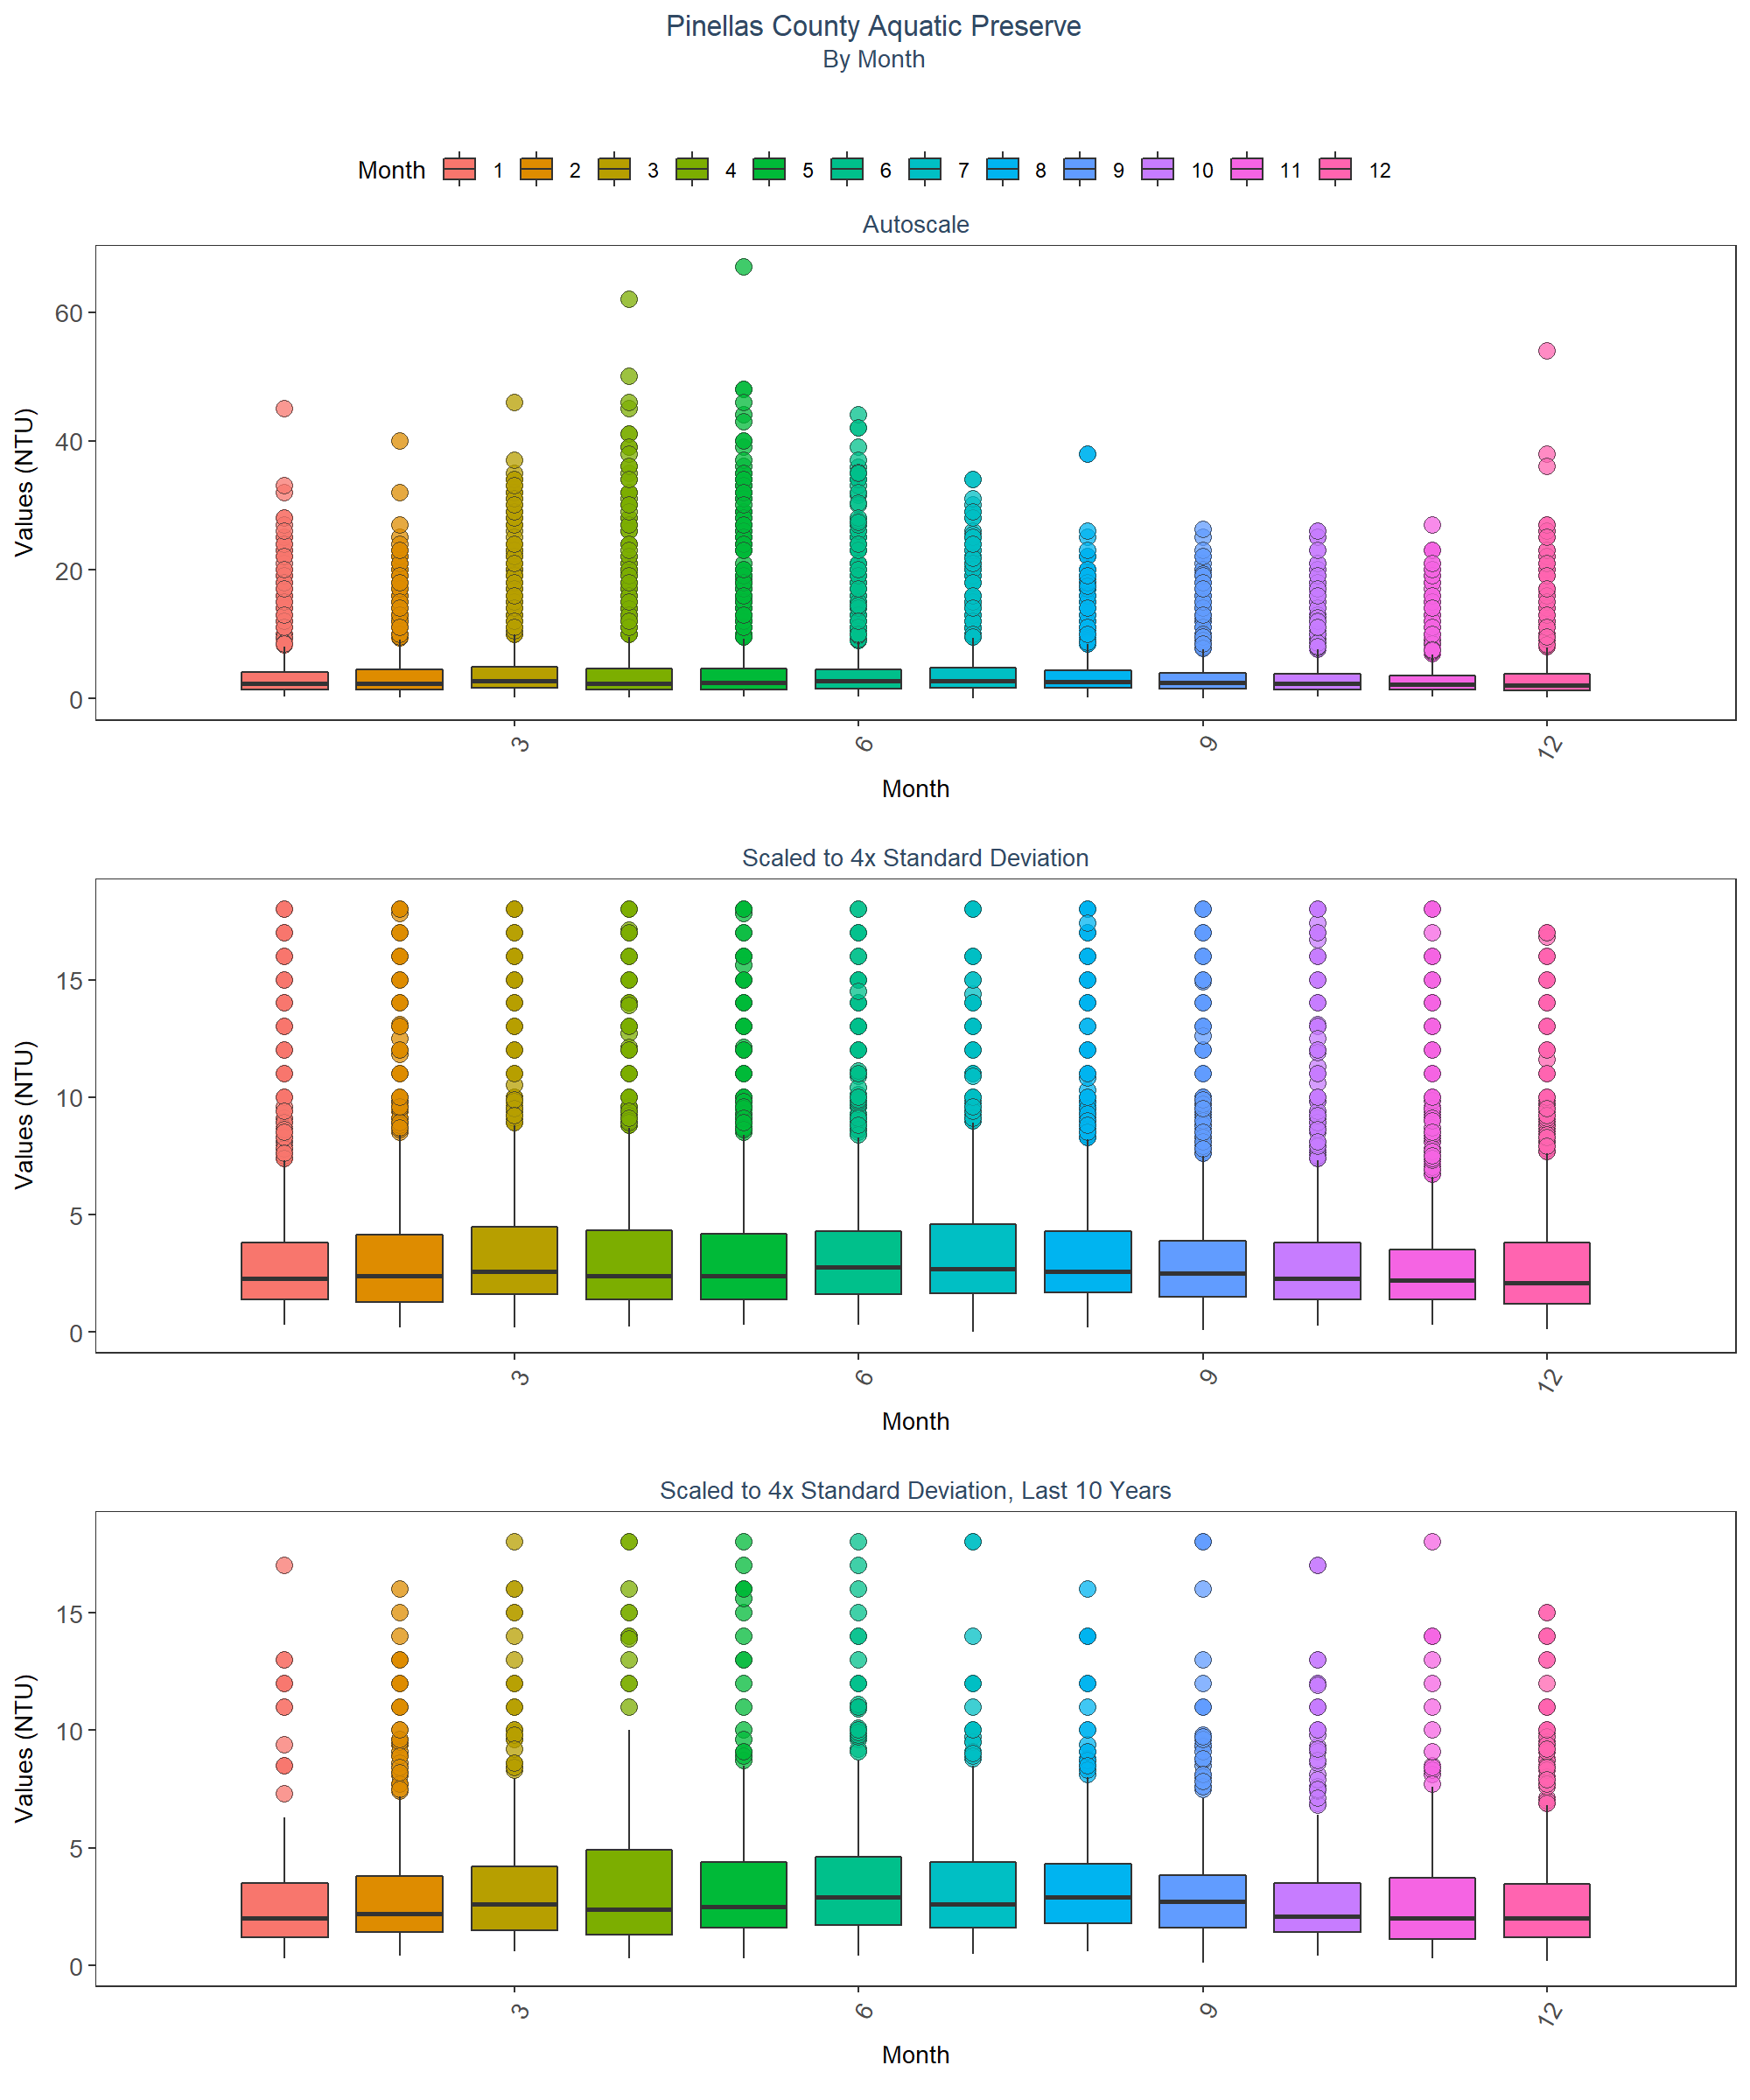 Pinellas County Aquatic Preserve
By Month
Month 1 2 3 4 5 6 7 8 9 10 11 12
Autoscale
Values (NTU)
60
40
20
0
3 6 9 12
Month
Scaled to 4x Standard Deviation
Values (NTU)
15
10
5
0
3 6 9 12
Month
Scaled to 4x Standard Deviation, Last 10 Years
Values (NTU)
15
10
5
0
3 6 9 12
Month